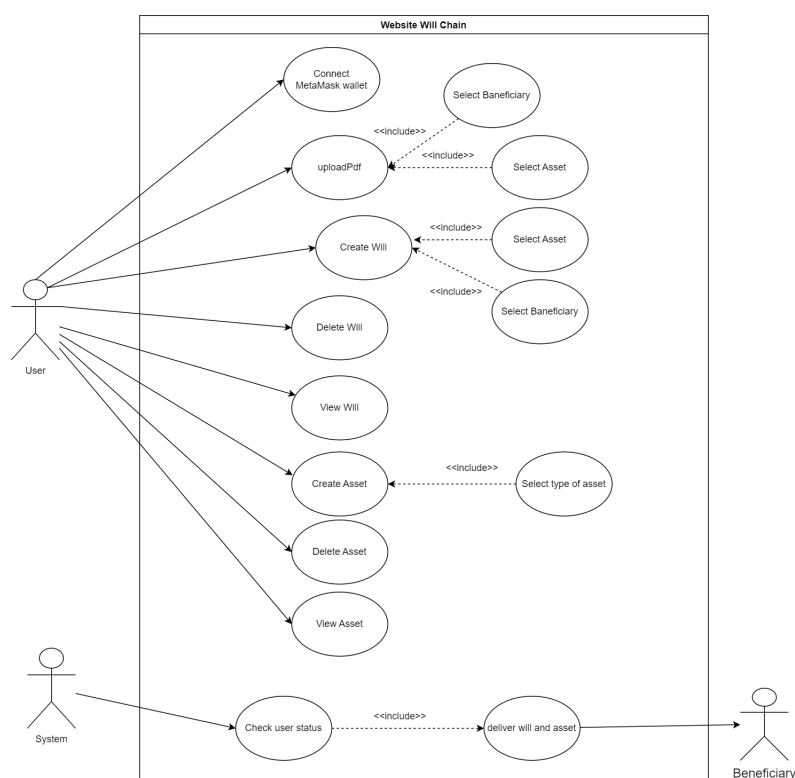 Website Will Chain
Connect
MetaMask wallet
Select Baneficiary
<<include>>
<<include>>
uploadPdf
Select Asset
<<include>>
Select Asset
Create Will
<<include>>
Select Baneficiary
Delete Will
User
View Will
<<include>>
Create Asset
Select type of asset
Delete Asset
View Asset
<<include>>
Check user status
deliver will and asset
System
Beneficiary